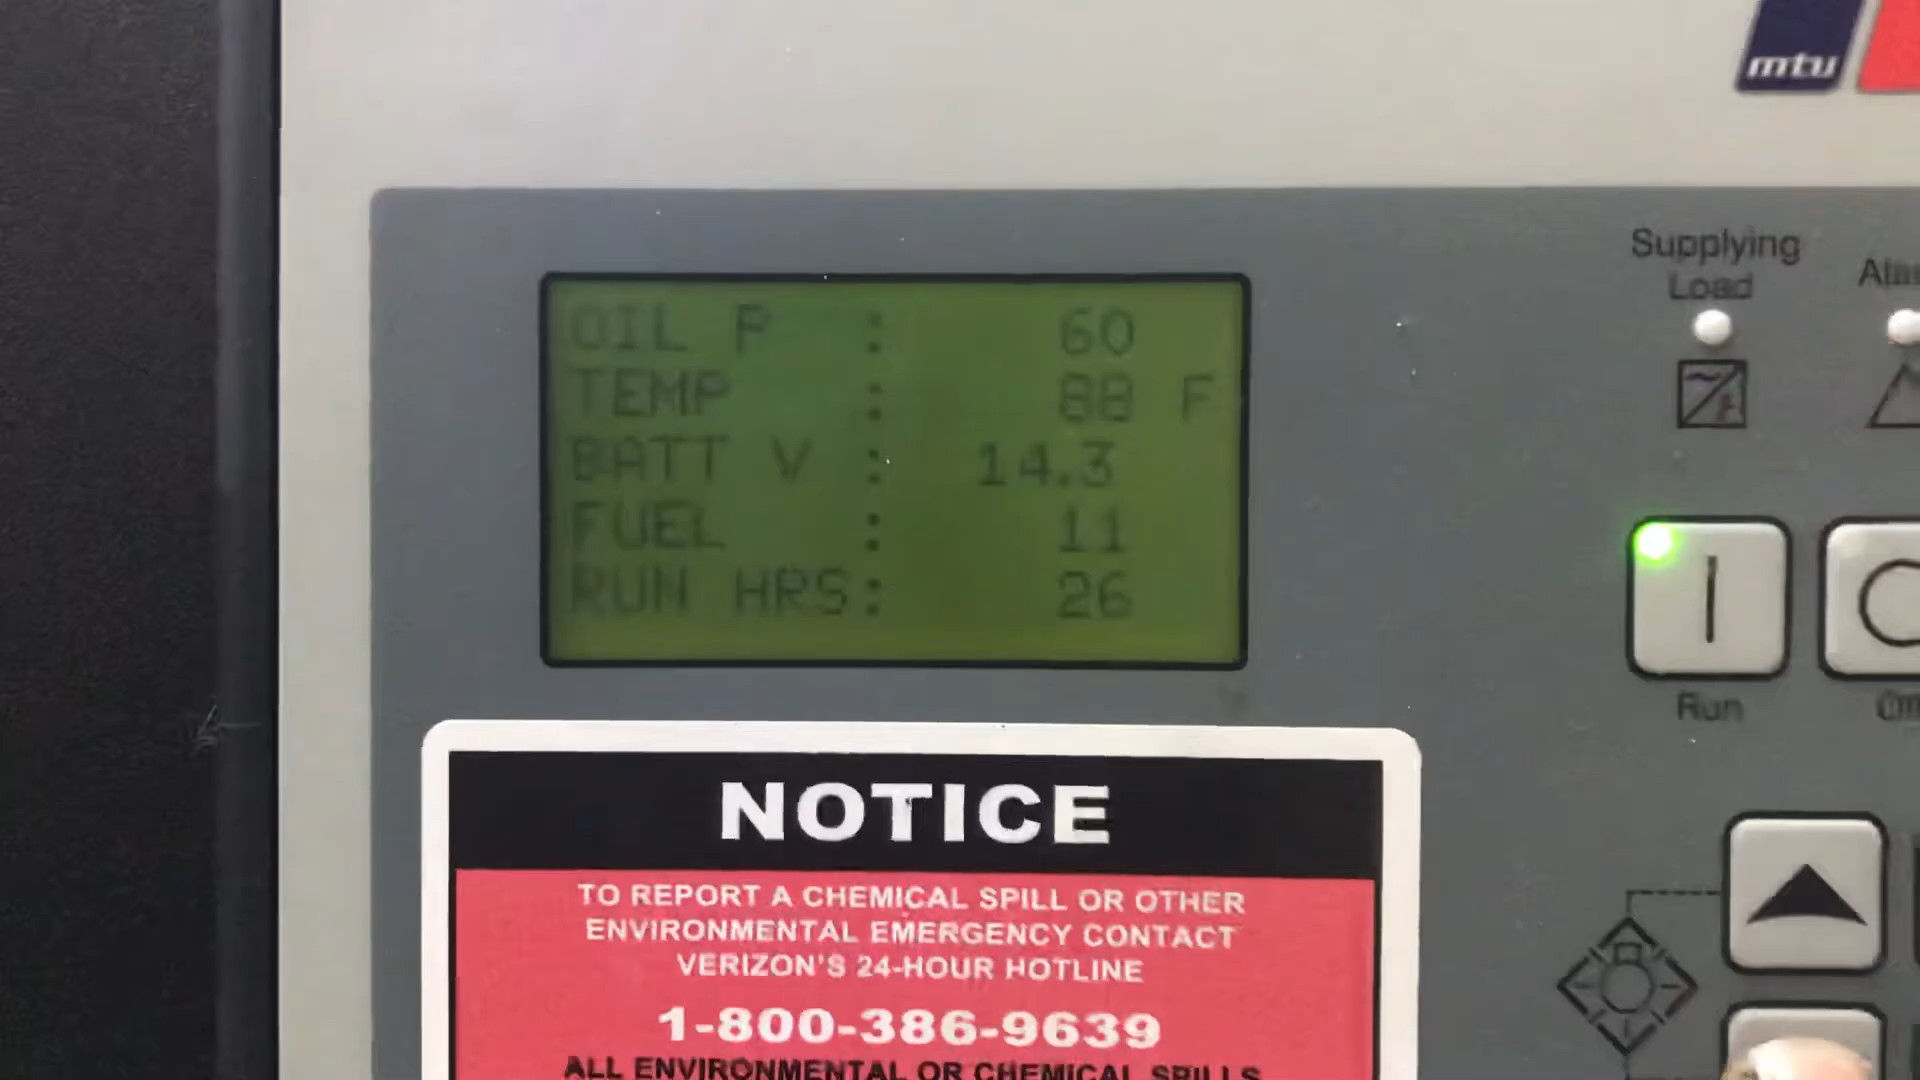 mtu
Supplying
Load
OIL P : 60
TEMP : 88 F
BATT V : 14.3
FUEL : 11
RUN HRS: 26
Run
NOTICE
TO REPORT A CHEMICAL SPILL OR OTHER
ENVIRONMENTAL EMERGENCY CONTACT
VERIZON'S 24-HOUR HOTLINE
1-800-386-9639
ALL ENVIRONMENTAL OR CHEMICAL SPILLS